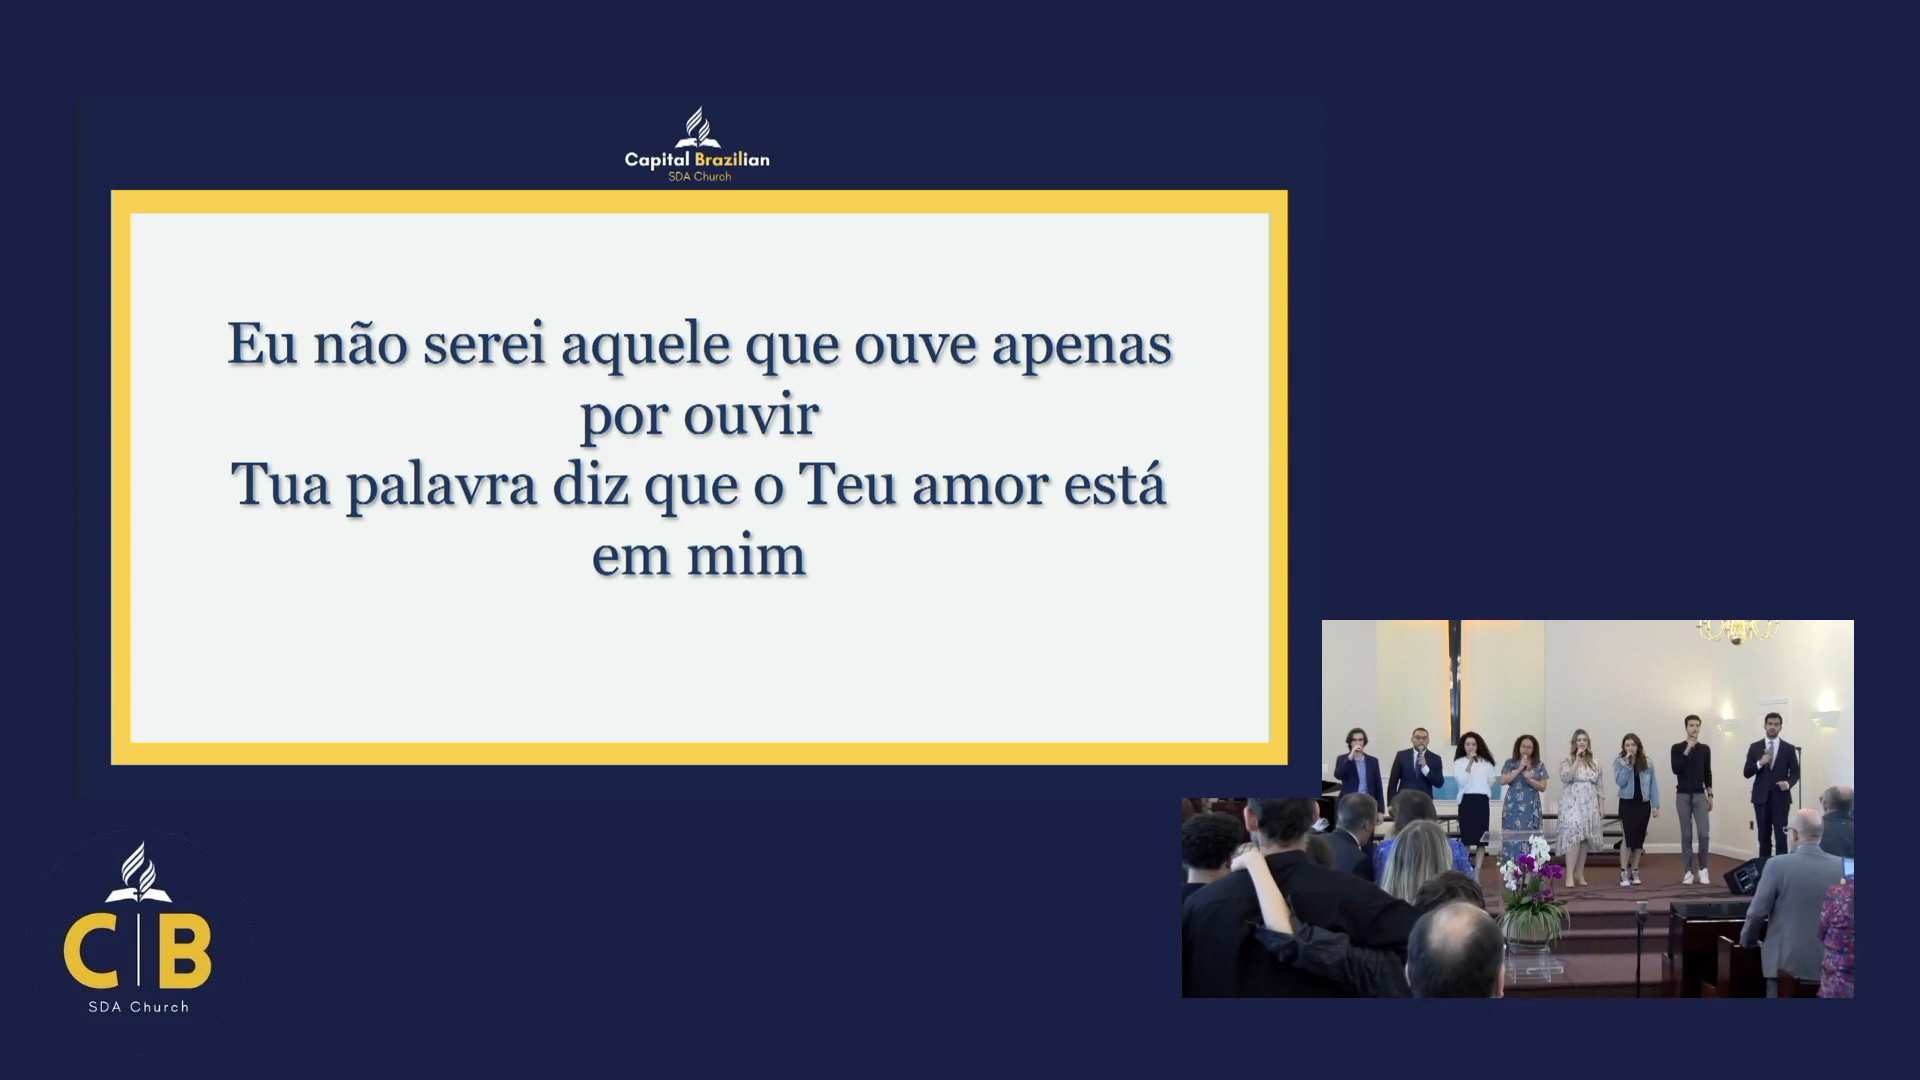 Capital Brazilian
SDA Church
Eu não serei aquele que ouve apenas
por ouvir
Tua palavra diz que o Teu amor está
em mim
C|B
SDA Church